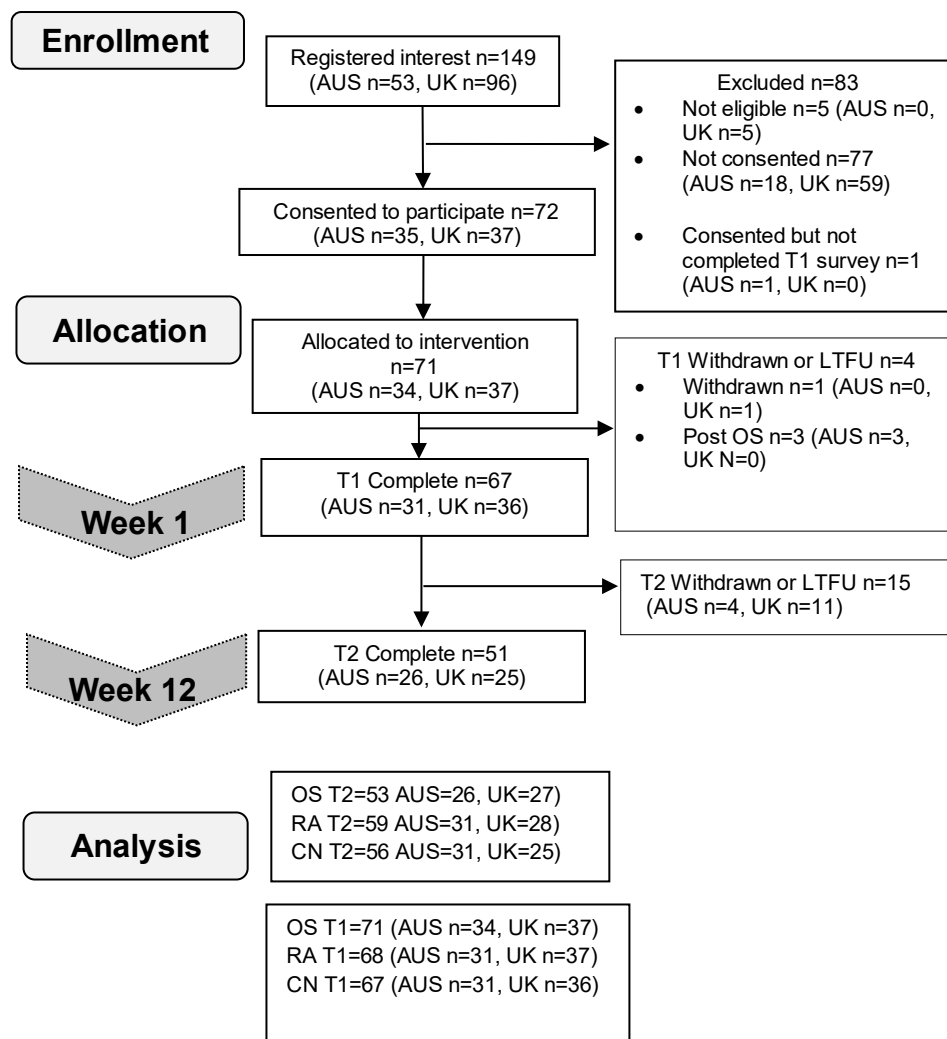 Enrollment
Registered interest n=149
(AUS n=53, UK n=96)
Excluded n=83
• Not eligible n=5 (AUS n=0,
UK n=5)
• Not consented n=77
(AUS n=18, UK n=59)
• Consented but not
completed T1 survey n=1
(AUS n=1, UK n=0)
Consented to participate n=72
(AUS n=35, UK n=37)
Allocation
Allocated to intervention
n=71
(AUS n=34, UK n=37)
T1 Withdrawn or LTFU n=4
• Withdrawn n=1 (AUS n=0,
UK n=1)
• Post OS n=3 (AUS n=3,
UK N=0)
Week 1
T1 Complete n=67
(AUS n=31, UK n=36)
T2 Withdrawn or LTFU n=15
(AUS n=4, UK n=11)
Week 12
T2 Complete n=51
(AUS n=26, UK n=25)
Analysis
OS T2=53 AUS=26, UK=27)
RA T2=59 AUS=31, UK=28)
CN T2=56 AUS=31, UK=25)
OS T1=71 (AUS n=34, UK n=37)
RA T1=68 (AUS n=31, UK n=37)
CN T1=67 (AUS n=31, UK n=36)